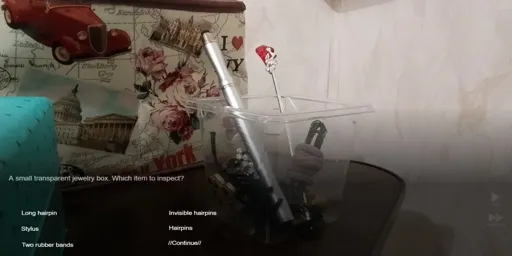 I
NY
York
A small transparent jewelry box. Which item to inspect?
Long hairpin
Invisible hairpins
Stylus
Hairpins
Two rubber bands
//Continue//